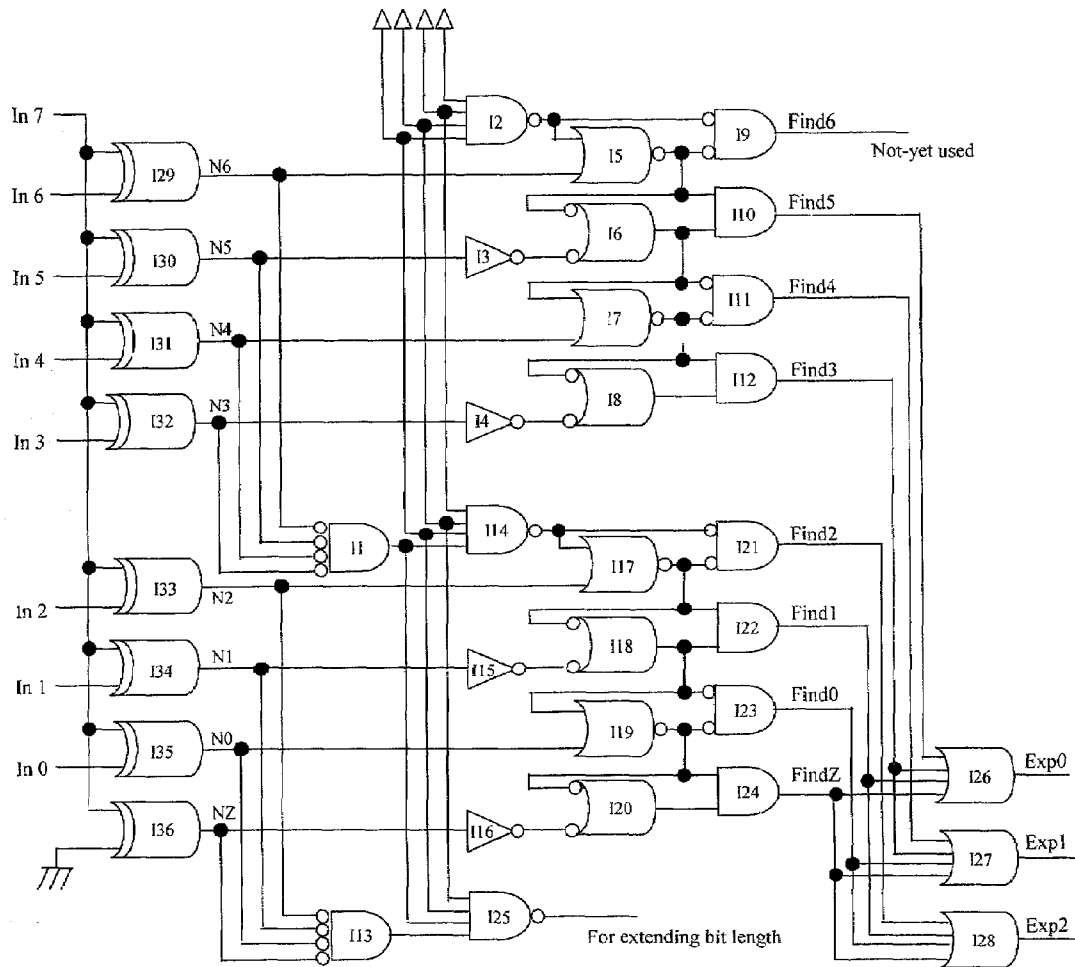 I2
I9
Find6
Not-yet used
In 7
I5
I29
N6
In 6
I10
Find5
I6
I30
N5
I3
In 5
I11
Find4
I7
I31
N4
In 4
I12
Find3
I8
I32
N3
I4
In 3
I1
I14
I21
Find2
I17
I33
N2
In 2
I22
Find1
I18
I34
N1
I15
In 1
I23
Find0
I19
I35
N0
In 0
I24
FindZ
I26
Exp0
I20
I36
NZ
I16
I27
Exp1
I25
I13
For extending bit length
I28
Exp2